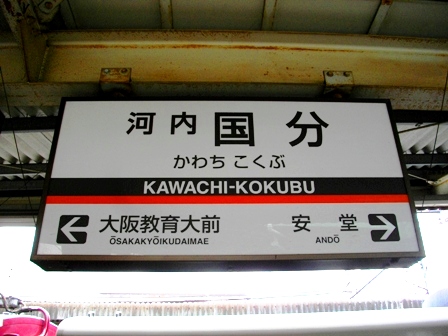 河内国分
かわち こくぶ
KAWACHI-KOKUBU
大阪教育大前 安堂
ŌSAKAKYŌIKUDAIMAE ANDŌ